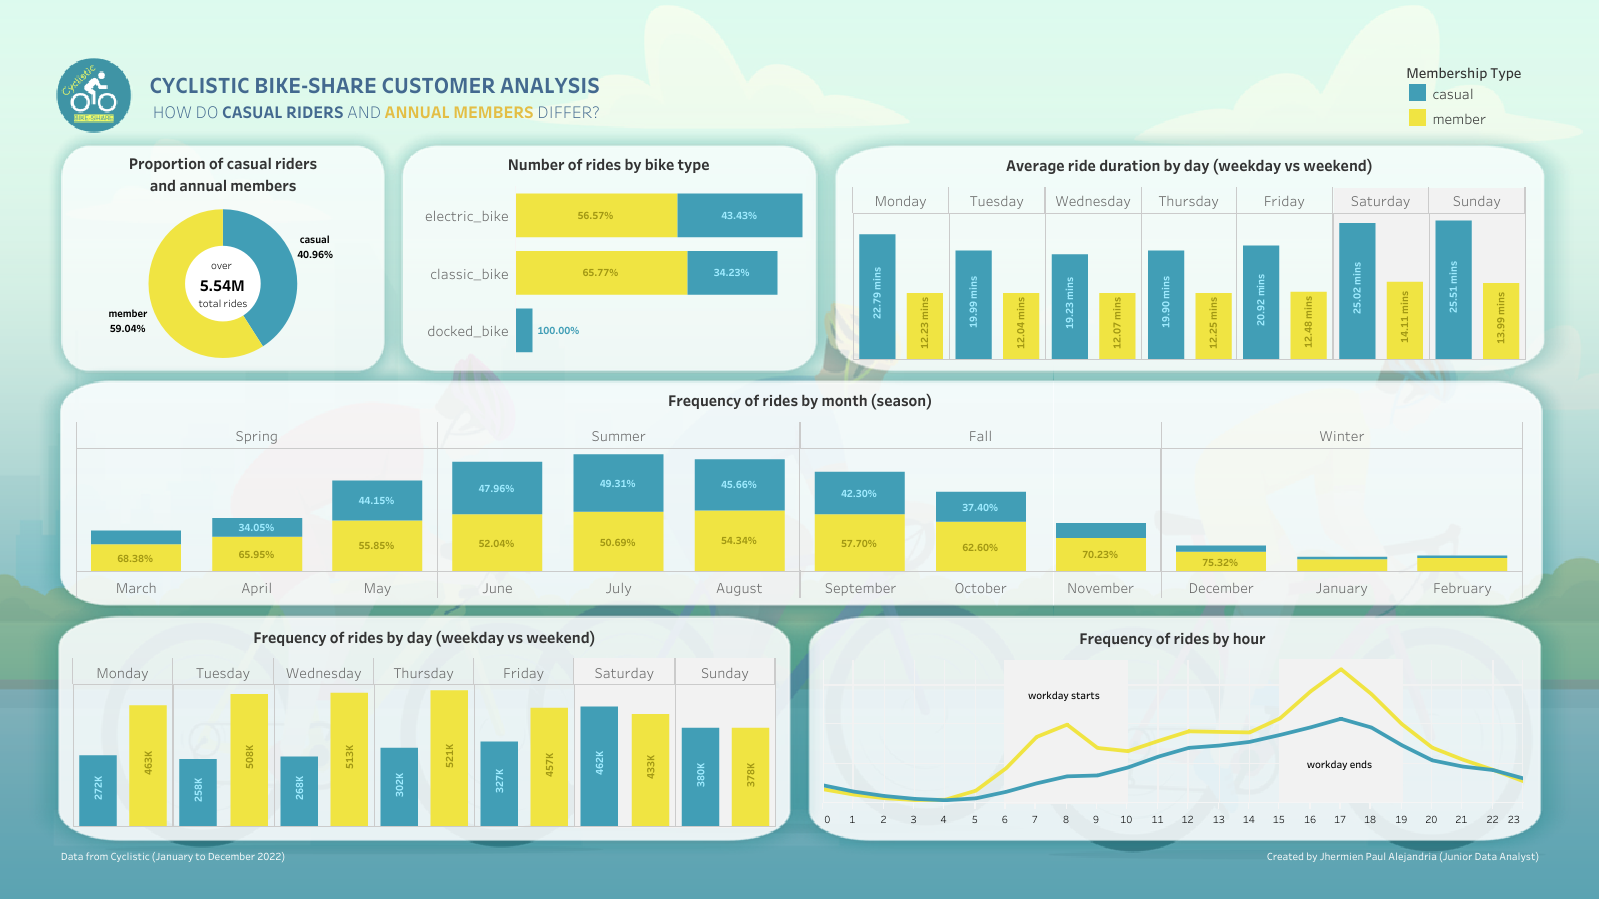 Cyclistic
BIKE-SHARE
CYCLISTIC BIKE-SHARE CUSTOMER ANALYSIS
HOW DO CASUAL RIDERS AND ANNUAL MEMBERS DIFFER?
Membership Type
casual
member
Proportion of casual riders
and annual members
casual
40.96%
over
5.54M
total rides
member
59.04%
Number of rides by bike type
electric_bike 56.57% 43.43%
classic_bike 65.77% 34.23%
docked_bike 100.00%
Average ride duration by day (weekday vs weekend)
Monday Tuesday Wednesday Thursday Friday Saturday Sunday
22.79 mins 12.23 mins 19.99 mins 12.04 mins 19.23 mins 12.07 mins 19.90 mins 12.25 mins 20.92 mins 12.48 mins 25.02 mins 14.11 mins 25.51 mins 13.99 mins
Frequency of rides by month (season)
Spring Summer Fall Winter
34.05% 44.15% 47.96% 49.31% 45.66% 42.30% 37.40%
68.38% 65.95% 55.85% 52.04% 50.69% 54.34% 57.70% 62.60% 70.23% 75.32%
March April May June July August September October November December January February
Frequency of rides by day (weekday vs weekend)
Monday Tuesday Wednesday Thursday Friday Saturday Sunday
272K 463K 258K 508K 268K 513K 302K 521K 327K 457K 462K 433K 380K 378K
Frequency of rides by hour
workday starts
workday ends
0 1 2 3 4 5 6 7 8 9 10 11 12 13 14 15 16 17 18 19 20 21 22 23
Data from Cyclistic (January to December 2022)
Created by Jhermien Paul Alejandria (Junior Data Analyst)